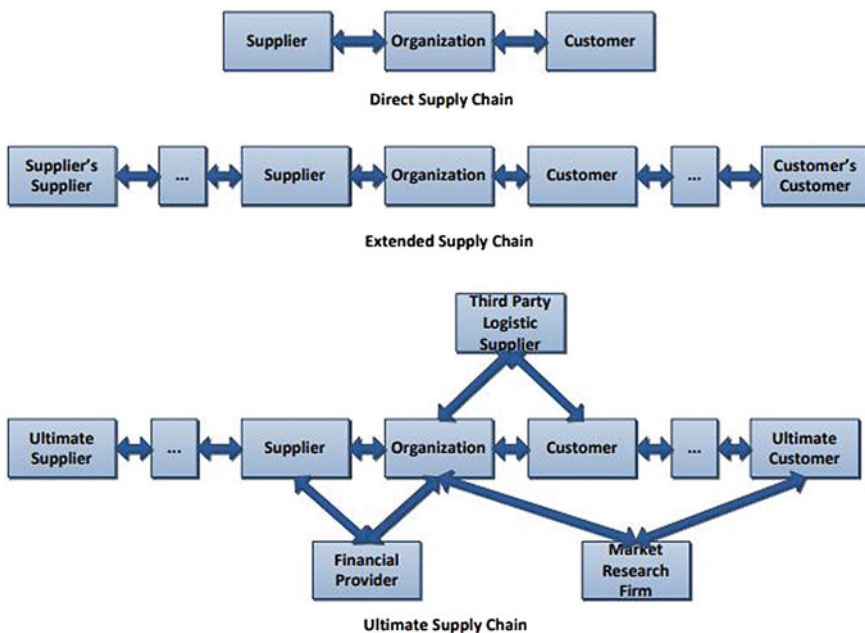 Supplier
Organization
Customer
Direct Supply Chain
Supplier's
Supplier
...
Supplier
Organization
Customer
...
Customer's
Customer
Extended Supply Chain
Third Party
Logistic
Supplier
Ultimate
Supplier
...
Supplier
Organization
Customer
...
Ultimate
Customer
Financial
Provider
Market
Research
Firm
Ultimate Supply Chain